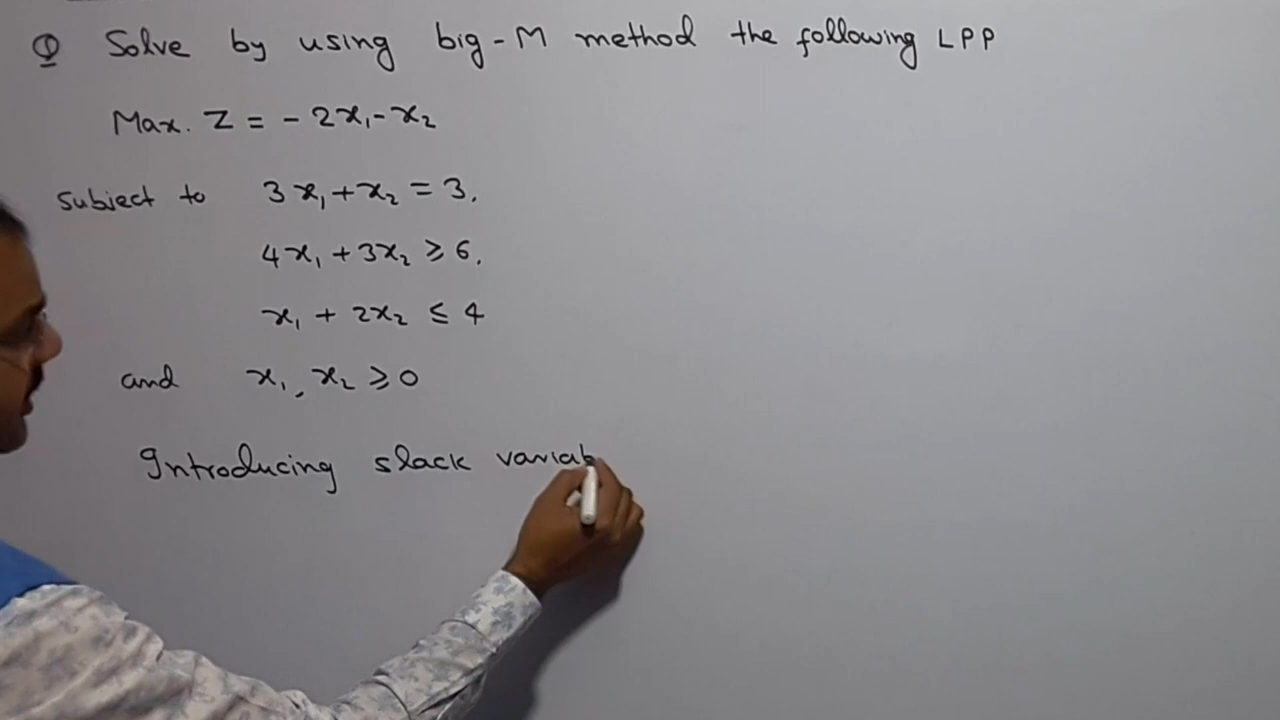 Q Solve by using big-M method the following LPP
Max. Z = - 2x₁ - x₂
Subject to 3x₁ + x₂ = 3,
4x₁ + 3x₂ ≥ 6,
x₁ + 2x₂ ≤ 4
and x₁, x₂ ≥ 0
Introducing slack variab